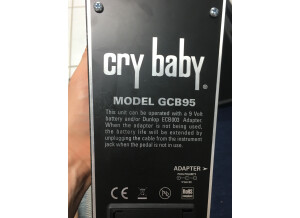 cry baby®
MODEL GCB95
This unit can be operated with a 9 Volt
battery and/or Dunlop ECB003 Adapter.
When the adapter is not being used,
the battery life will be extended by
unplugging the cable from the instrument
jack when the pedal is not in use.
ADAPTER
CE